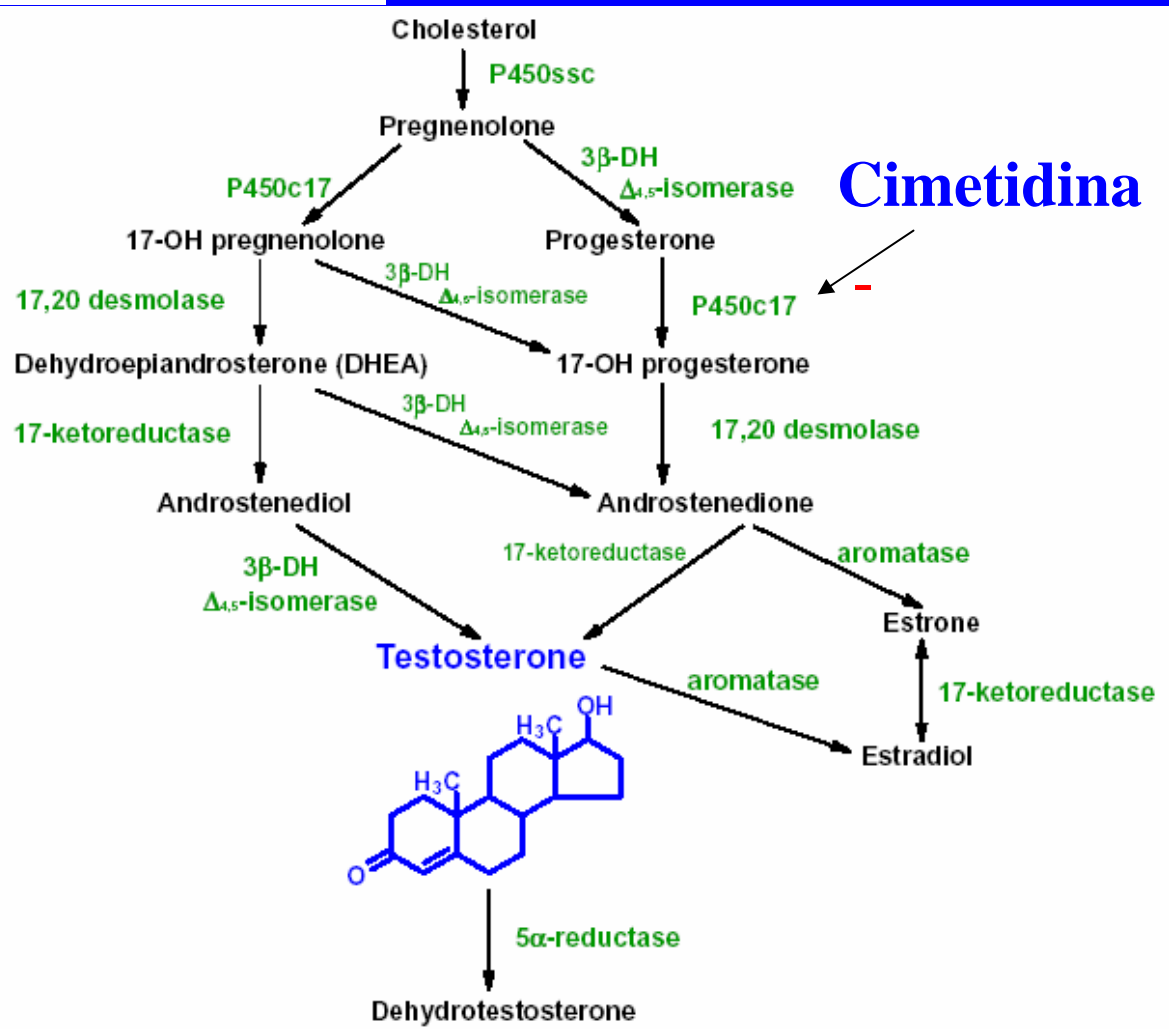 Cholesterol
P450ssc
Pregnenolone
3β-DH
Δ4,5-isomerase
P450c17
Cimetidina
17-OH pregnenolone
Progesterone
3β-DH
Δ4,5-isomerase
17,20 desmolase
P450c17
-
Dehydroepiandrosterone (DHEA)
17-OH progesterone
3β-DH
Δ4,5-isomerase
17-ketoreductase
17,20 desmolase
Androstenediol
Androstenedione
17-ketoreductase
aromatase
3β-DH
Δ4,5-isomerase
Estrone
Testosterone
aromatase
17-ketoreductase
OH
H3C
Estradiol
H3C
O
5α-reductase
Dehydrotestosterone